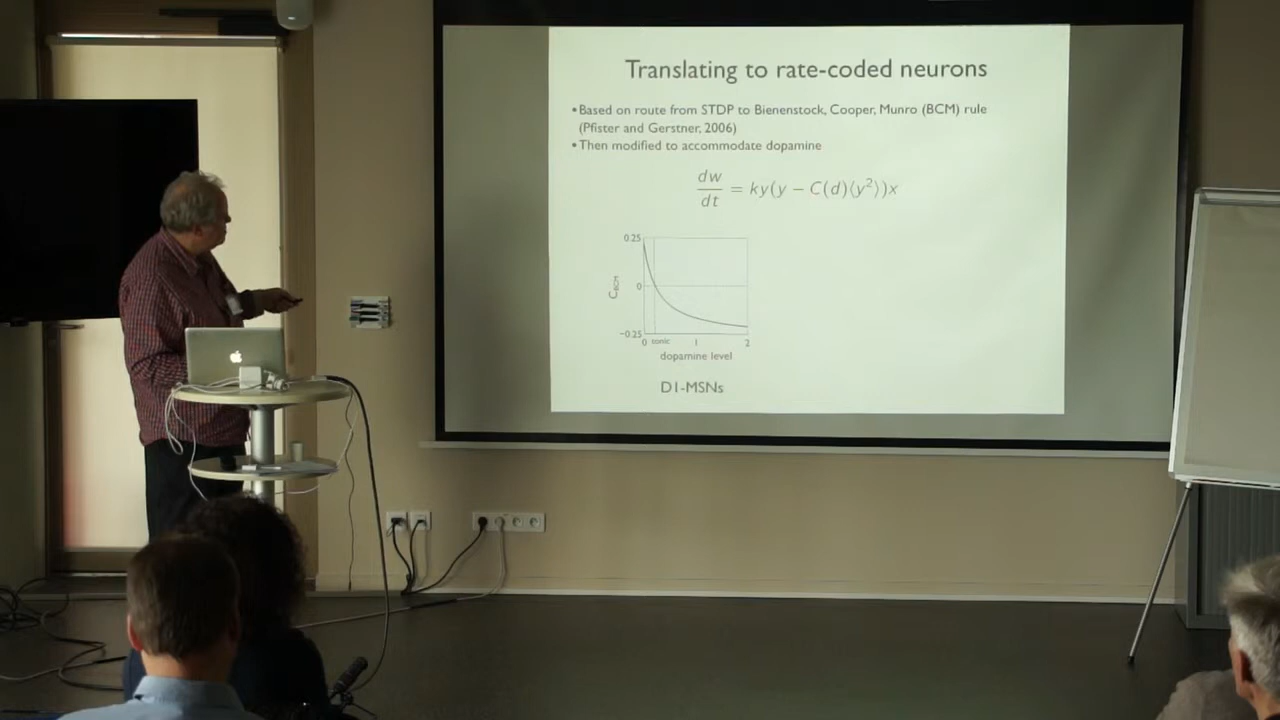 Translating to rate-coded neurons
•Based on route from STDP to Bienenstock, Cooper, Munro (BCM) rule
(Pfister and Gerstner, 2006)
•Then modified to accommodate dopamine
dw/dt = ky(y − C(d)⟨y²⟩)x
0.25
C_BCM
0
−0.25
0 tonic 1 2
dopamine level
D1-MSNs